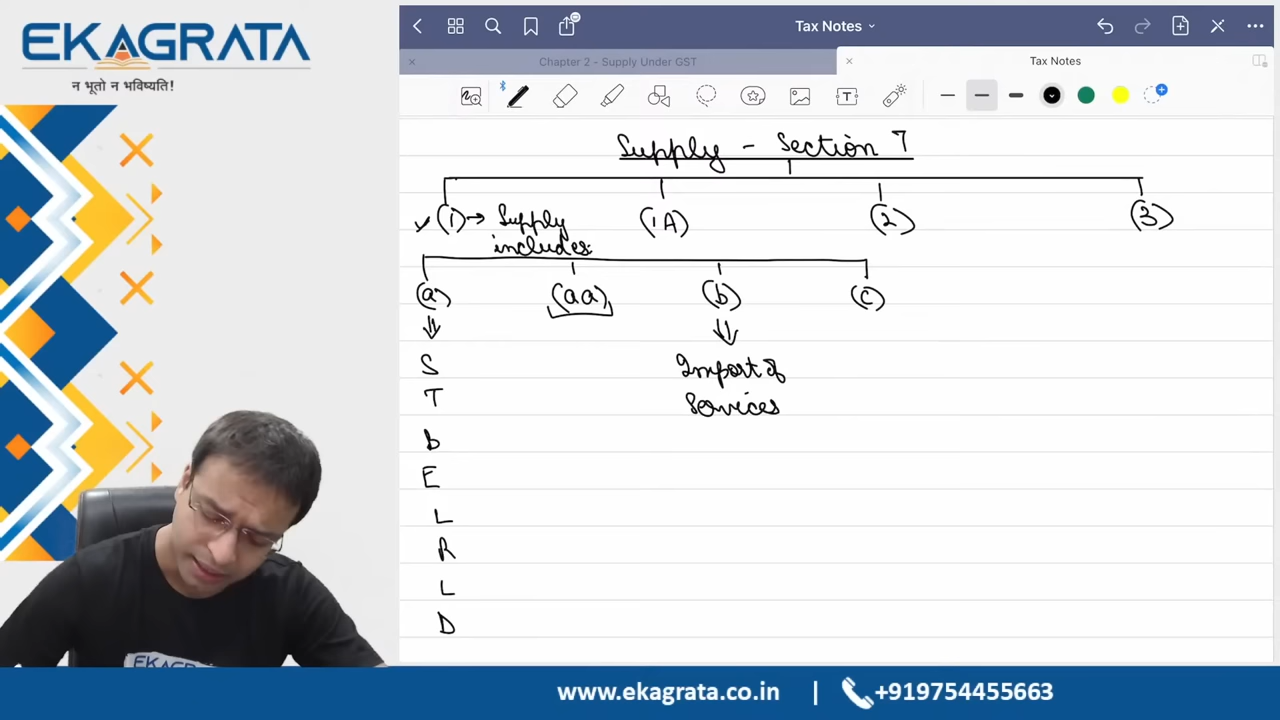 EKAGRATA
न भूतो न भविष्यति!
Tax Notes
Chapter 2 - Supply Under GST
Tax Notes
T
Supply - Section 7
(1) → Supply includes:
(1A)
(2)
(3)
(a)
(aa)
(b)
(c)
S
T
B
E
L
R
L
D
Import of
Services
EKAGRATA
www.ekagrata.co.in | +919754455663